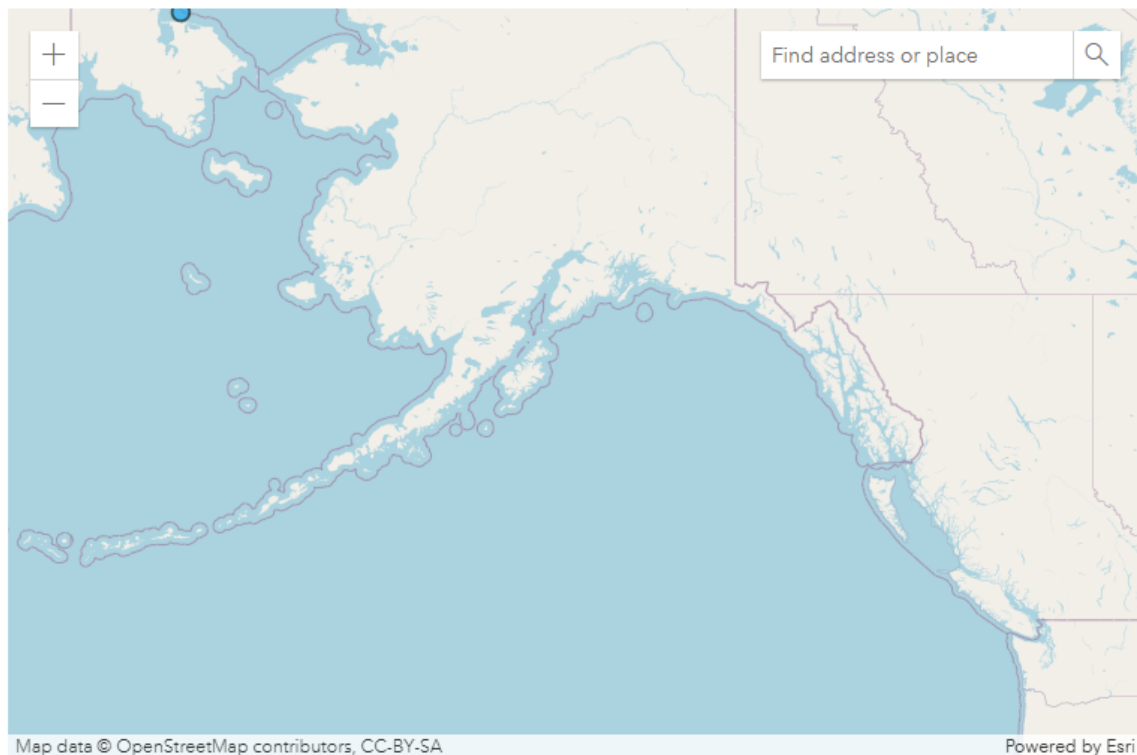 Find address or place
Map data © OpenStreetMap contributors, CC-BY-SA
Powered by Esri